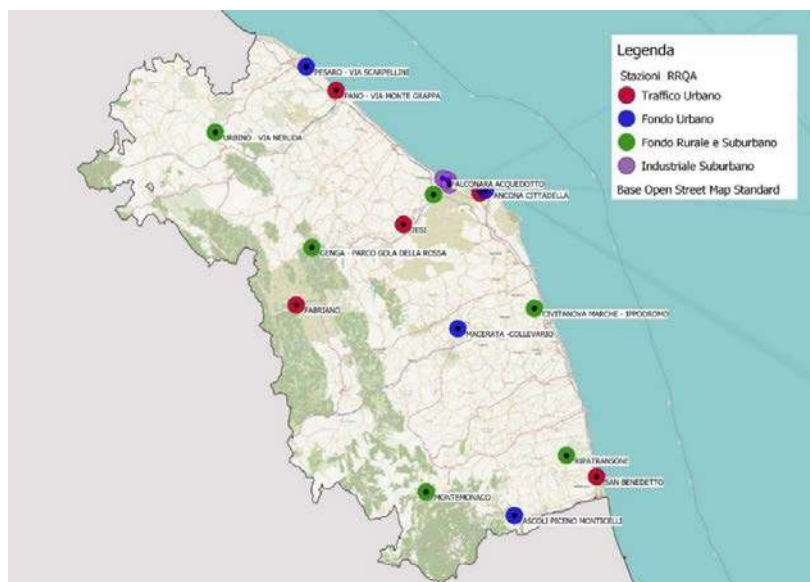 Legenda
Stazioni RRQA
Traffico Urbano
Fondo Urbano
Fondo Rurale e Suburbano
Industriale Suburbano
Base Open Street Map Standard
PESARO - VIA SCARPELLINI
FANO - VIA MONTE GRAPPA
URBINO - VIA NERUDA
FALCONARA ACQUEDOTTO
ANCONA CITTADELLA
JESI
GENGA - PARCO GOLA DELLA ROSSA
FABRIANO
CIVITANOVA MARCHE - IPPODROMO
MACERATA -COLLEVARIO
RIPATRANSONE
SAN BENEDETTO
MONTEMONACO
ASCOLI PICENO MONTICELLI